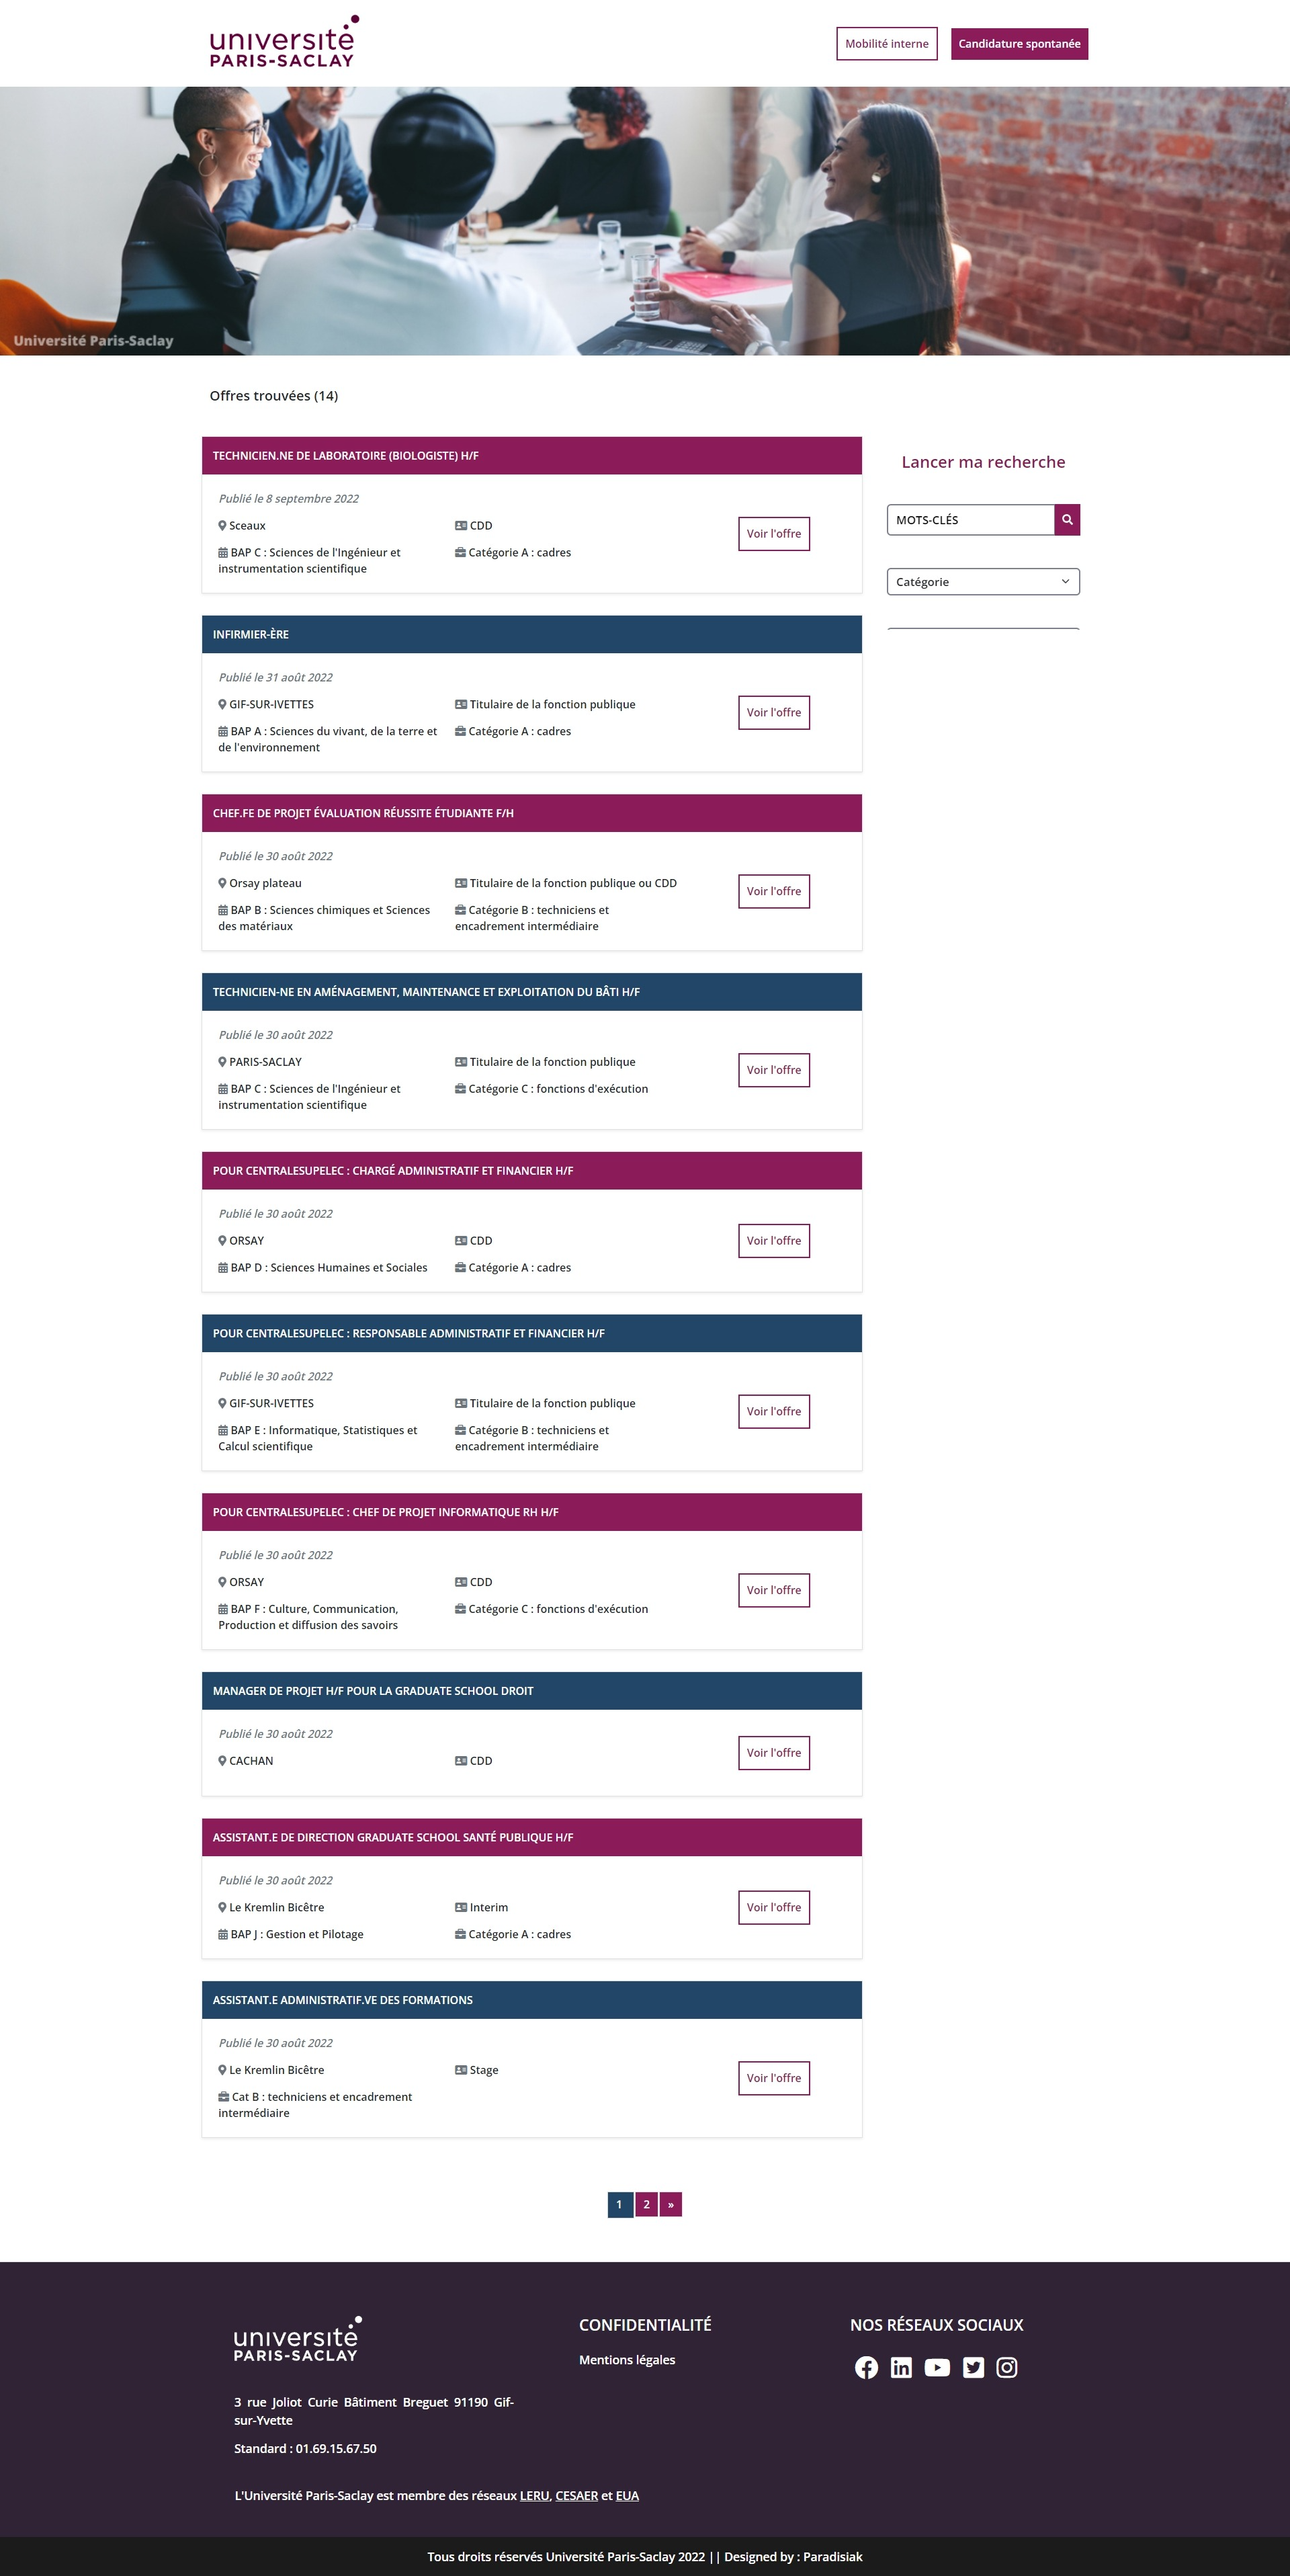 université
PARIS-SACLAY
Mobilité interne
Candidature spontanée
Université Paris-Saclay
Offres trouvées (14)
TECHNICIEN.NE DE LABORATOIRE (BIOLOGISTE) H/F
Publié le 8 septembre 2022
Sceaux
CDD
BAP C : Sciences de l'Ingénieur et
instrumentation scientifique
Catégorie A : cadres
Voir l'offre
Lancer ma recherche
MOTS-CLÉS
Catégorie
INFIRMIER-ÈRE
Publié le 31 août 2022
GIF-SUR-IVETTES
Titulaire de la fonction publique
BAP A : Sciences du vivant, de la terre et
de l'environnement
Catégorie A : cadres
Voir l'offre
CHEF.FE DE PROJET ÉVALUATION RÉUSSITE ÉTUDIANTE F/H
Publié le 30 août 2022
Orsay plateau
Titulaire de la fonction publique ou CDD
BAP B : Sciences chimiques et Sciences
des matériaux
Catégorie B : techniciens et
encadrement intermédiaire
Voir l'offre
TECHNICIEN-NE EN AMÉNAGEMENT, MAINTENANCE ET EXPLOITATION DU BÂTI H/F
Publié le 30 août 2022
PARIS-SACLAY
Titulaire de la fonction publique
BAP C : Sciences de l'Ingénieur et
instrumentation scientifique
Catégorie C : fonctions d'exécution
Voir l'offre
POUR CENTRALESUPELEC : CHARGÉ ADMINISTRATIF ET FINANCIER H/F
Publié le 30 août 2022
ORSAY
CDD
BAP D : Sciences Humaines et Sociales
Catégorie A : cadres
Voir l'offre
POUR CENTRALESUPELEC : RESPONSABLE ADMINISTRATIF ET FINANCIER H/F
Publié le 30 août 2022
GIF-SUR-IVETTES
Titulaire de la fonction publique
BAP E : Informatique, Statistiques et
Calcul scientifique
Catégorie B : techniciens et
encadrement intermédiaire
Voir l'offre
POUR CENTRALESUPELEC : CHEF DE PROJET INFORMATIQUE RH H/F
Publié le 30 août 2022
ORSAY
CDD
BAP F : Culture, Communication,
Production et diffusion des savoirs
Catégorie C : fonctions d'exécution
Voir l'offre
MANAGER DE PROJET H/F POUR LA GRADUATE SCHOOL DROIT
Publié le 30 août 2022
CACHAN
CDD
Voir l'offre
ASSISTANT.E DE DIRECTION GRADUATE SCHOOL SANTÉ PUBLIQUE H/F
Publié le 30 août 2022
Le Kremlin Bicêtre
Interim
BAP J : Gestion et Pilotage
Catégorie A : cadres
Voir l'offre
ASSISTANT.E ADMINISTRATIF.VE DES FORMATIONS
Publié le 30 août 2022
Le Kremlin Bicêtre
Stage
Cat B : techniciens et encadrement
intermédiaire
Voir l'offre
1 2 »
université
PARIS-SACLAY
3 rue Joliot Curie Bâtiment Breguet 91190 Gif-
sur-Yvette
Standard : 01.69.15.67.50
CONFIDENTIALITÉ
Mentions légales
NOS RÉSEAUX SOCIAUX
L'Université Paris-Saclay est membre des réseaux LERU, CESAER et EUA
Tous droits réservés Université Paris-Saclay 2022 || Designed by : Paradisiak